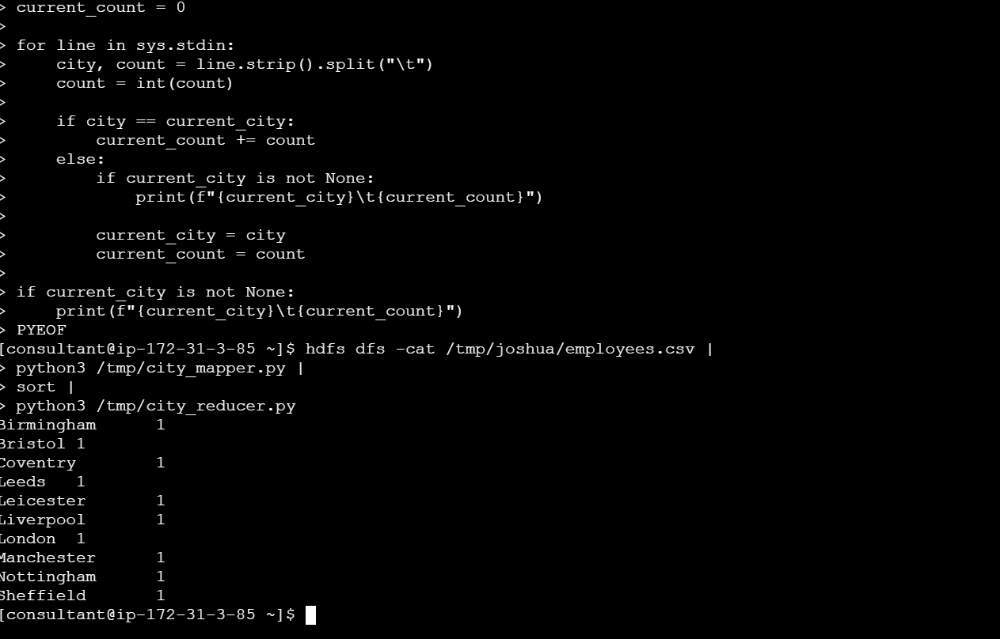 > current_count = 0
>
> for line in sys.stdin:
>     city, count = line.strip().split("\t")
>     count = int(count)
>
>     if city == current_city:
>         current_count += count
>     else:
>         if current_city is not None:
>             print(f"{current_city}\t{current_count}")
>
>         current_city = city
>         current_count = count
>
> if current_city is not None:
>     print(f"{current_city}\t{current_count}")
> PYEOF
[consultant@ip-172-31-3-85 ~]$ hdfs dfs -cat /tmp/joshua/employees.csv |
> python3 /tmp/city_mapper.py |
> sort |
> python3 /tmp/city_reducer.py
Birmingham      1
Bristol 1
Coventry        1
Leeds   1
Leicester       1
Liverpool       1
London  1
Manchester      1
Nottingham      1
Sheffield       1
[consultant@ip-172-31-3-85 ~]$